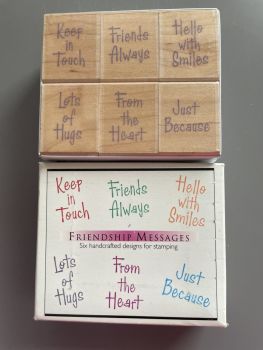 Keep Friends Hello
in Always with
Touch Smiles
Lots From Just
of the Because
Hugs Heart
Keep Friends Hello
in Always with
Touch Smiles
FRIENDSHIP MESSAGES
Six handcrafted designs for stamping
Lots From Just
of the Because
Hugs Heart